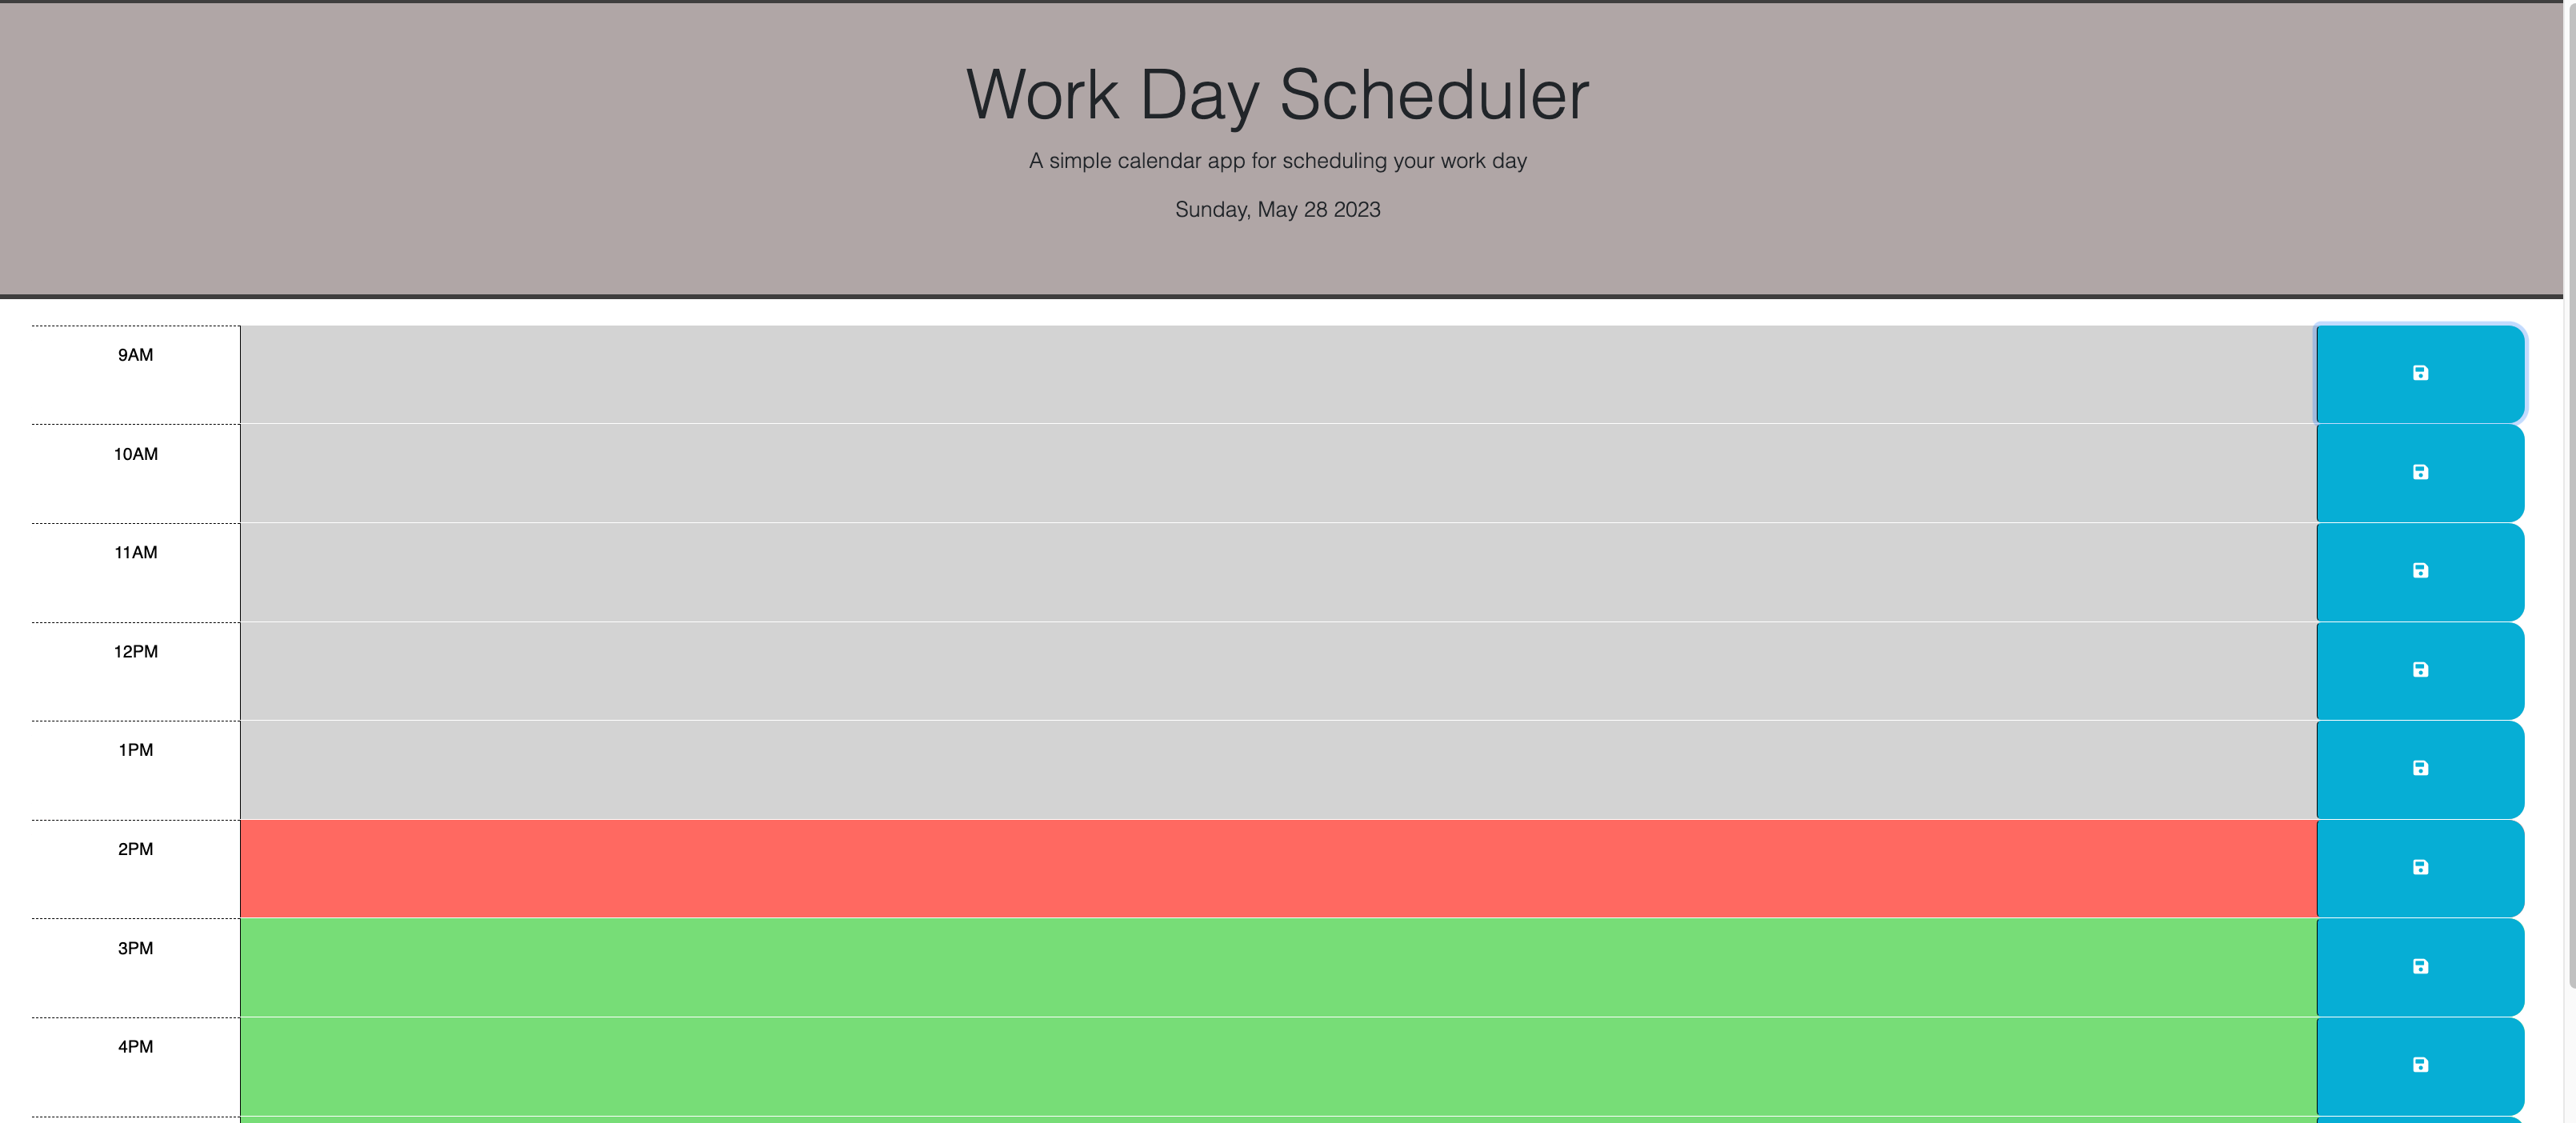 Work Day Scheduler
A simple calendar app for scheduling your work day
Sunday, May 28 2023
9AM
10AM
11AM
12PM
1PM
2PM
3PM
4PM